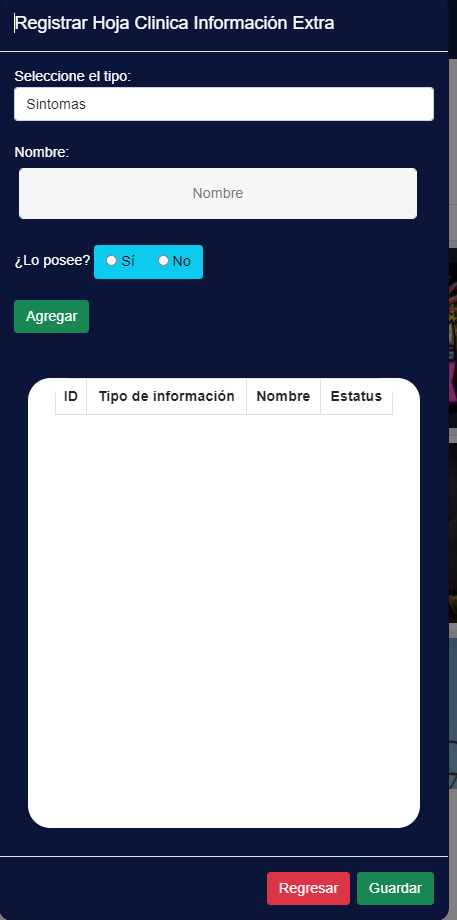 Registrar Hoja Clinica Información Extra
Seleccione el tipo:
Sintomas
Nombre:
Nombre
¿Lo posee? Sí No
Agregar
ID Tipo de información Nombre Estatus
Regresar Guardar